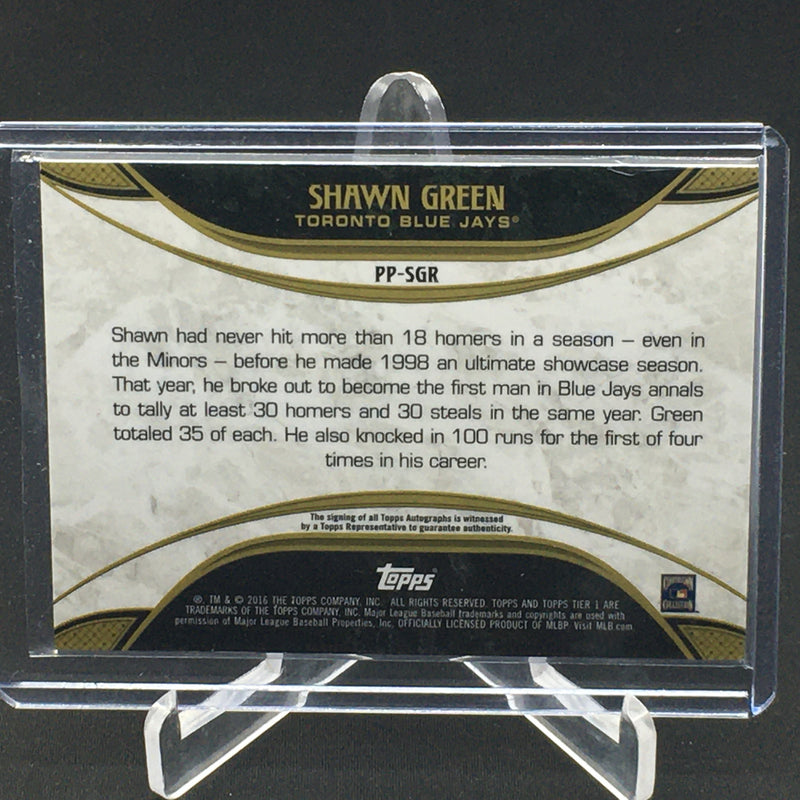 SHAWN GREEN
TORONTO BLUE JAYS®
PP-SGR
Shawn had never hit more than 18 homers in a season – even in
the Minors – before he made 1998 an ultimate showcase season.
That year, he broke out to become the first man in Blue Jays annals
to tally at least 30 homers and 30 steals in the same year. Green
totaled 35 of each. He also knocked in 100 runs for the first of four
times in his career.
The signing of all Topps Autographs is witnessed
by a Topps Representative to guarantee authenticity.
Topps
®, TM & © 2016 THE TOPPS COMPANY, INC. ALL RIGHTS RESERVED. TOPPS AND TOPPS TIER 1 ARE
TRADEMARKS OF THE TOPPS COMPANY, INC. Major League Baseball trademarks and copyrights are used with
permission of Major League Baseball Properties, Inc. OFFICIALLY LICENSED PRODUCT OF MLBP Visit MLB.com